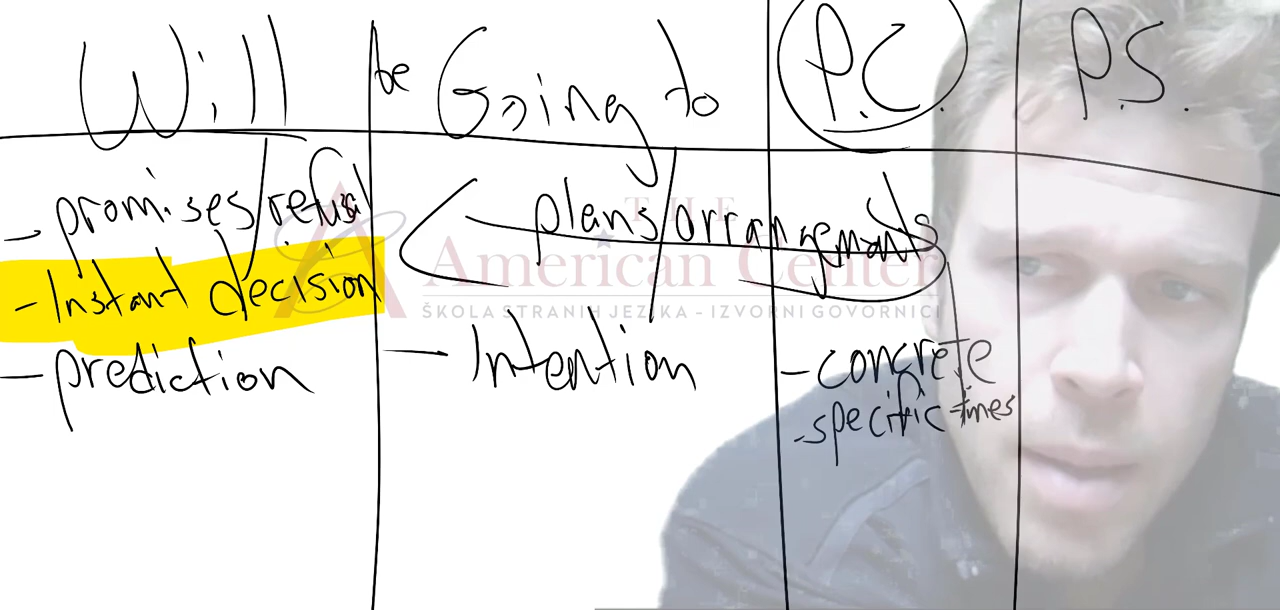 Will
be Going to
P.C.
P.S.
- promises/refusal
- Instant decision
- prediction
- plans/arrangements
- Intention
- concrete
- specific times
THE
American Center
ŠKOLA STRANIH JEZIKA - IZVORNI GOVORNICI